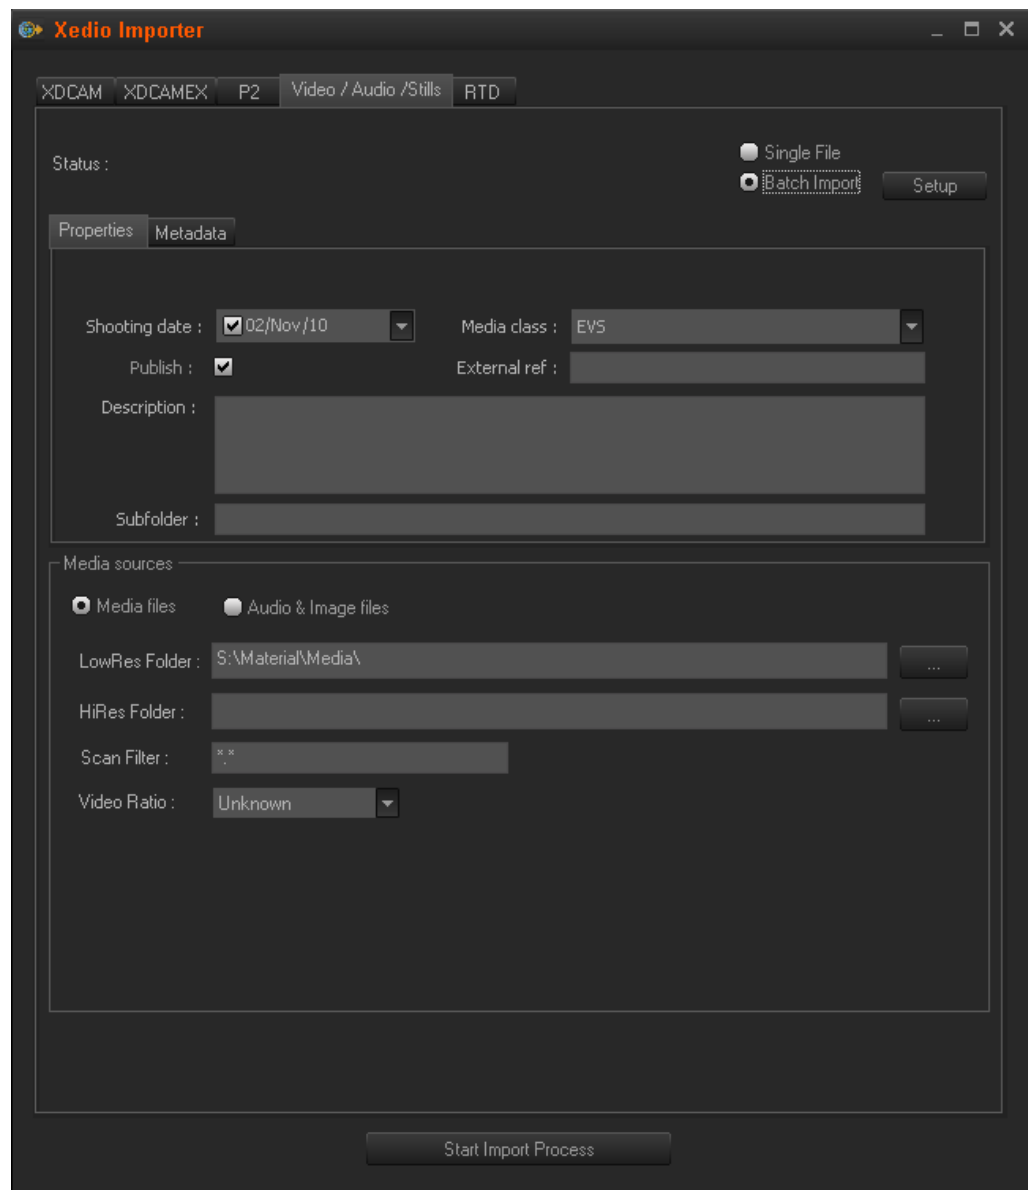 Xedio Importer
XDCAM XDCAMEX P2 Video / Audio /Stills RTD
Status :
Single File
Batch Import Setup
Properties Metadata
Shooting date : 02/Nov/10 Media class : EVS
Publish : External ref :
Description :
Subfolder :
Media sources
Media files Audio & Image files
LowRes Folder : S:\Material\Media\ ...
HiRes Folder : ...
Scan Filter : *.*
Video Ratio : Unknown
Start Import Process